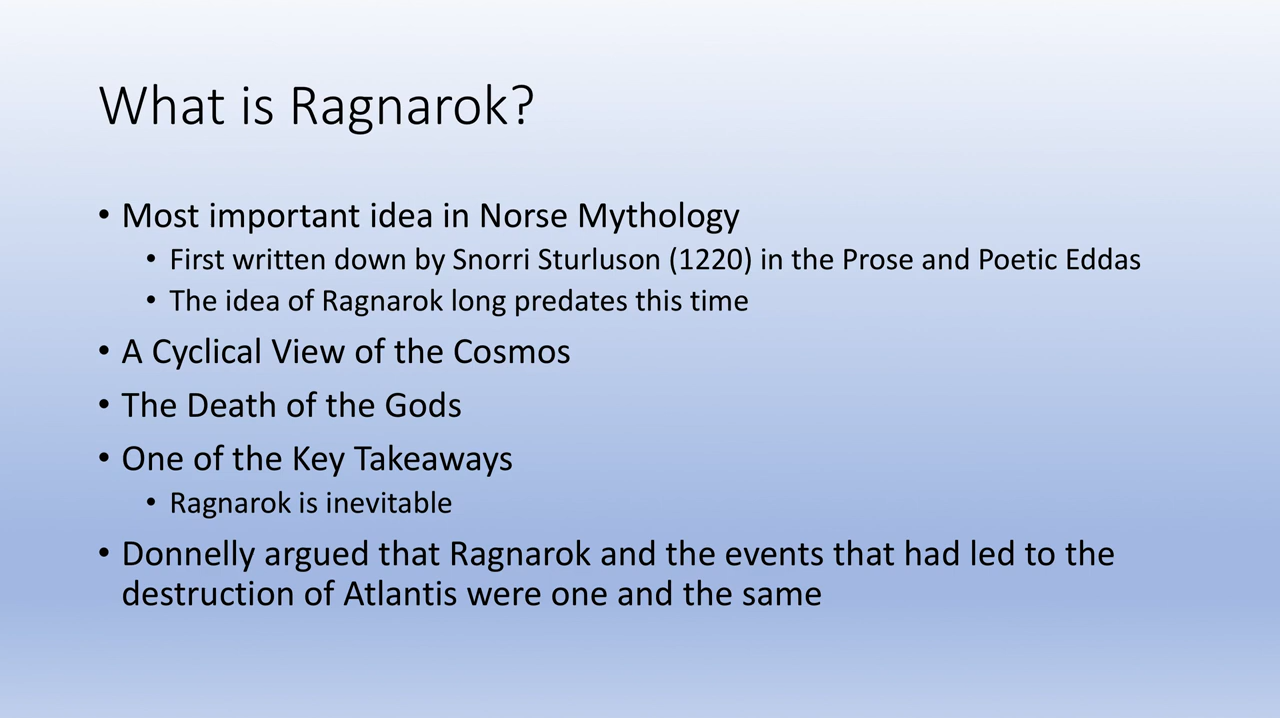 What is Ragnarok?
• Most important idea in Norse Mythology
• First written down by Snorri Sturluson (1220) in the Prose and Poetic Eddas
• The idea of Ragnarok long predates this time
• A Cyclical View of the Cosmos
• The Death of the Gods
• One of the Key Takeaways
• Ragnarok is inevitable
• Donnelly argued that Ragnarok and the events that had led to the
destruction of Atlantis were one and the same